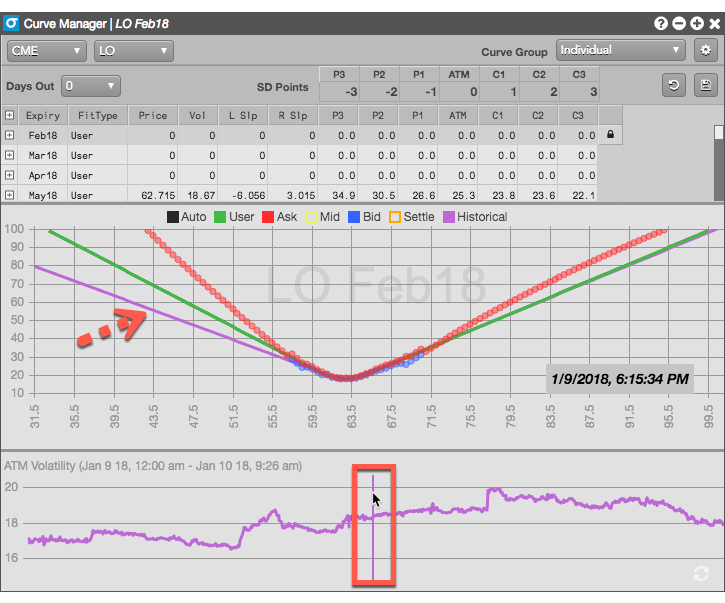 Curve Manager | LO Feb18
CME LO Curve Group Individual
Days Out 0 SD Points
P3 P2 P1 ATM C1 C2 C3
-3 -2 -1 0 1 2 3
Expiry FitType Price Vol L Slp R Slp P3 P2 P1 ATM C1 C2 C3
Feb18 User 0 0 0 0 0.0 0.0 0.0 0.0 0.0 0.0 0.0
Mar18 User 0 0 0 0 0.0 0.0 0.0 0.0 0.0 0.0 0.0
Apr18 User 0 0 0 0 0.0 0.0 0.0 0.0 0.0 0.0 0.0
May18 User 62.715 18.67 -6.056 3.015 34.9 30.5 26.6 25.3 23.8 23.6 22.1
Auto User Ask Mid Bid Settle Historical
100
90
80
70
60
50
40
30
20
10
LO Feb18
1/9/2018, 6:15:34 PM
31.5 35.5 39.5 43.5 47.5 51.5 55.5 59.5 63.5 67.5 71.5 75.5 79.5 83.5 87.5 91.5 95.5 99.5
ATM Volatility (Jan 9 18, 12:00 am - Jan 10 18, 9:26 am)
20
18
16